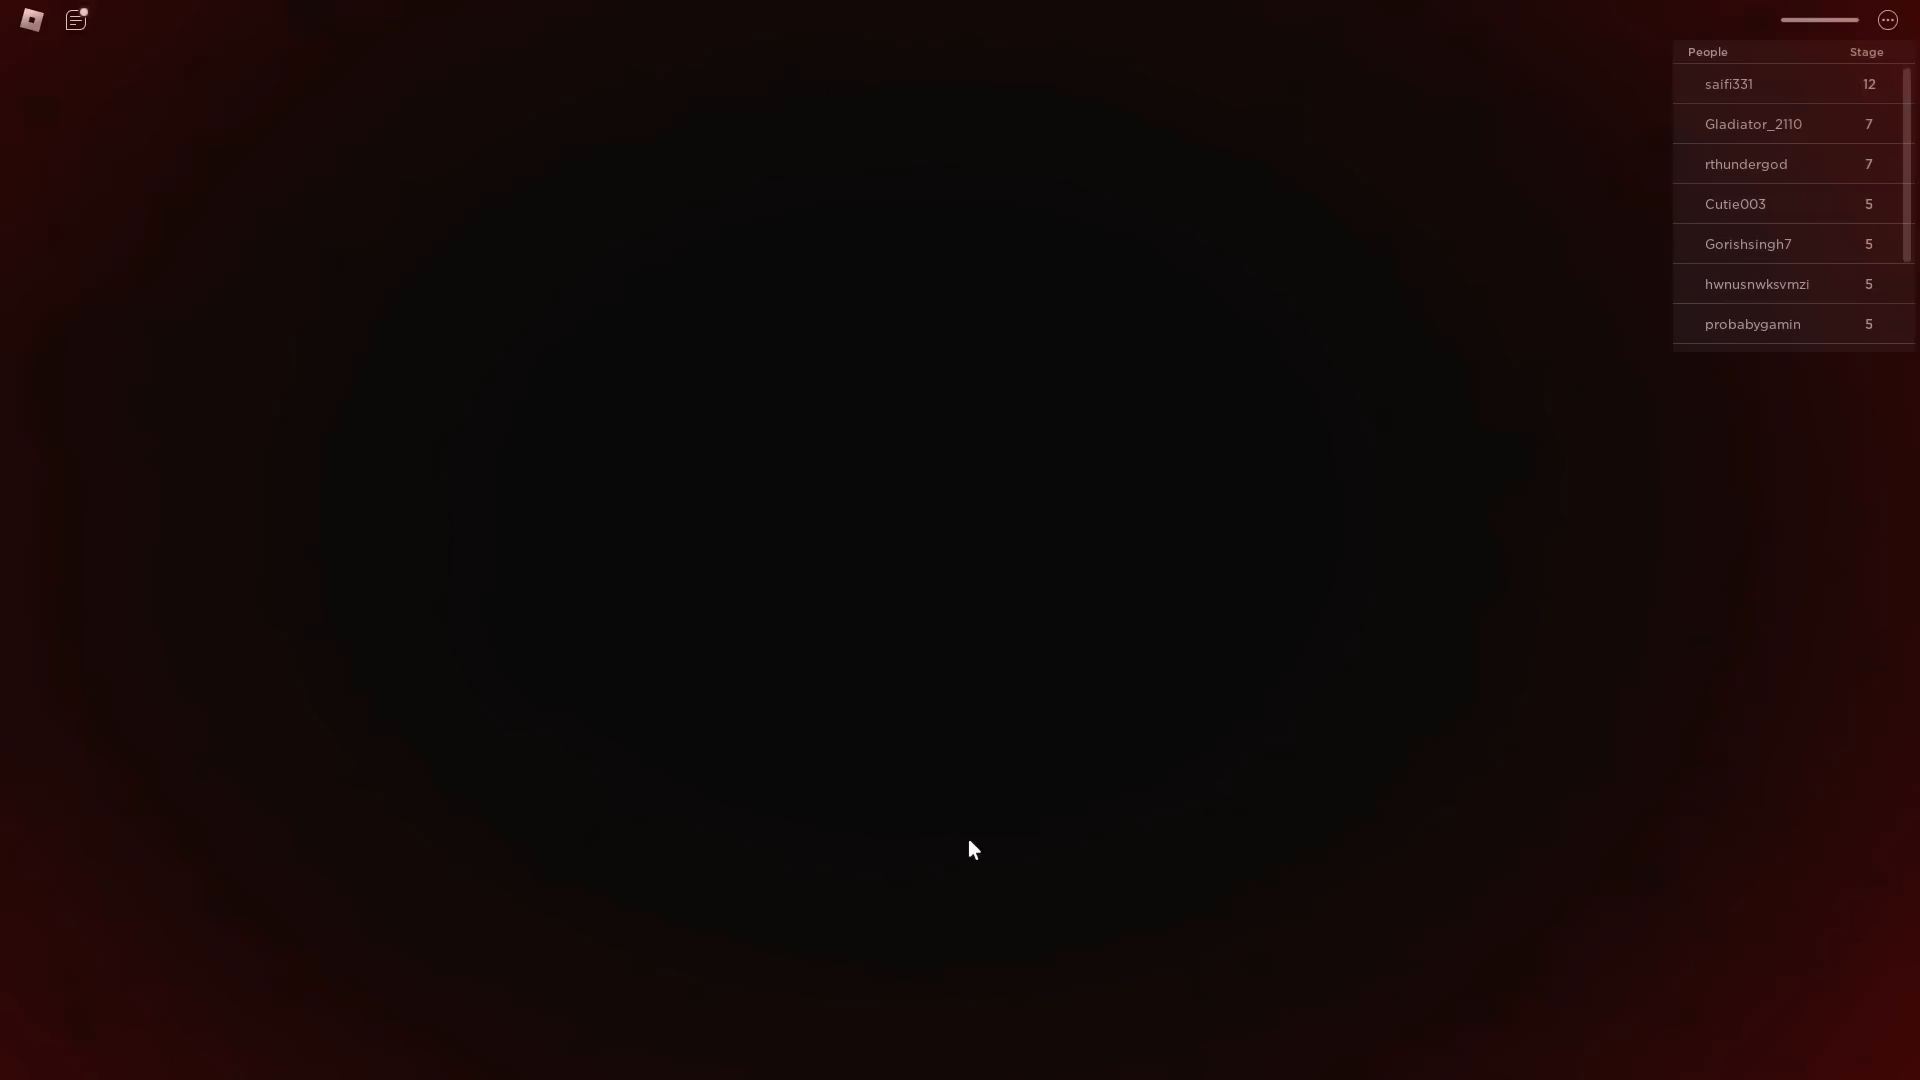 People Stage
saifi331 12
Gladiator_2110 7
rthundergod 7
Cutie003 5
Gorishsingh7 5
hwnusnwksvmzi 5
probabygamin 5